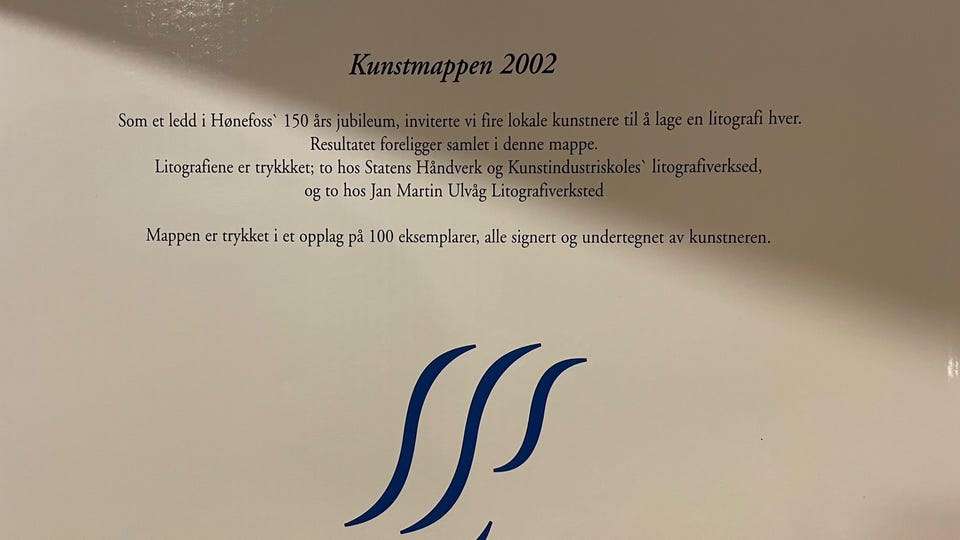 Kunstmappen 2002
Som et ledd i Hønefoss` 150 års jubileum, inviterte vi fire lokale kunstnere til å lage en litografi hver.
Resultatet foreligger samlet i denne mappe.
Litografiene er trykkket; to hos Statens Håndverk og Kunstindustriskoles` litografiverksed,
og to hos Jan Martin Ulvåg Litografiverksted
Mappen er trykket i et opplag på 100 eksemplarer, alle signert og undertegnet av kunstneren.